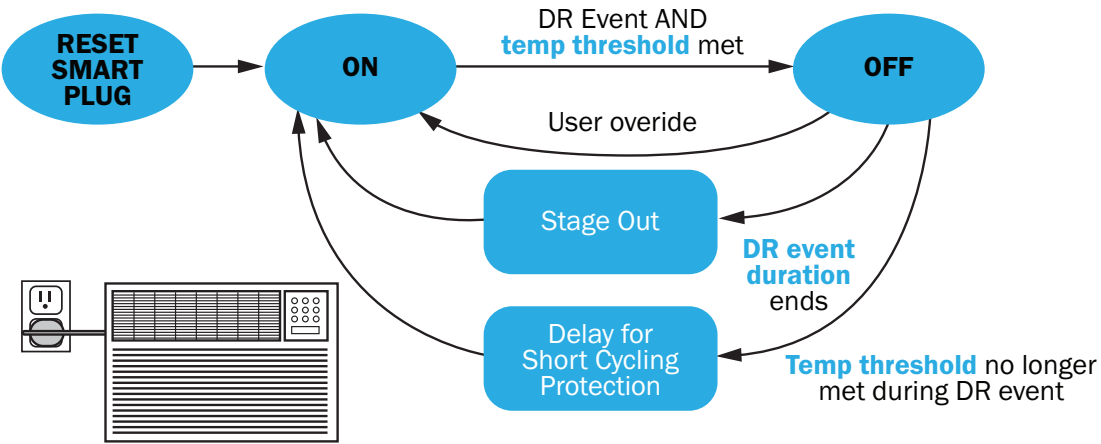 RESET
SMART
PLUG
ON
DR Event AND
temp threshold met
OFF
User overide
Stage Out
DR event
duration
ends
Delay for
Short Cycling
Protection
Temp threshold no longer
met during DR event